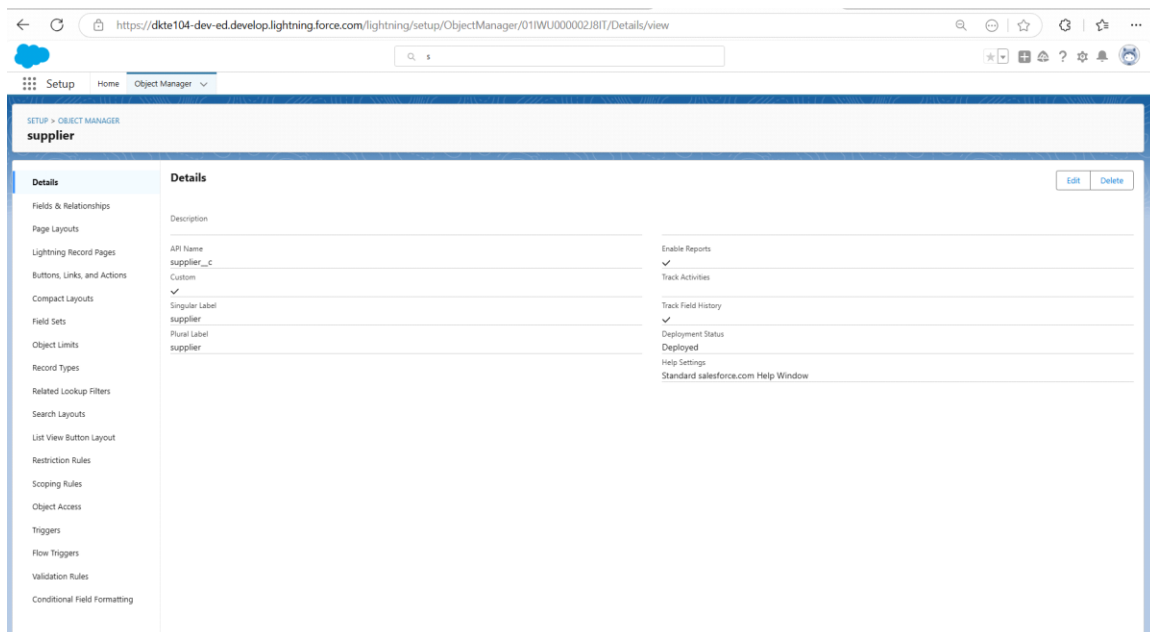 https://dkte104-dev-ed.develop.lightning.force.com/lightning/setup/ObjectManager/01IWU000002J8IT/Details/view
s
Setup Home Object Manager
SETUP > OBJECT MANAGER
supplier
Details
Fields & Relationships
Page Layouts
Lightning Record Pages
Buttons, Links, and Actions
Compact Layouts
Field Sets
Object Limits
Record Types
Related Lookup Filters
Search Layouts
List View Button Layout
Restriction Rules
Scoping Rules
Object Access
Triggers
Flow Triggers
Validation Rules
Conditional Field Formatting
Details
Edit Delete
Description
API Name
supplier__c
Custom
Singular Label
supplier
Plural Label
supplier
Enable Reports
Track Activities
Track Field History
Deployment Status
Deployed
Help Settings
Standard salesforce.com Help Window